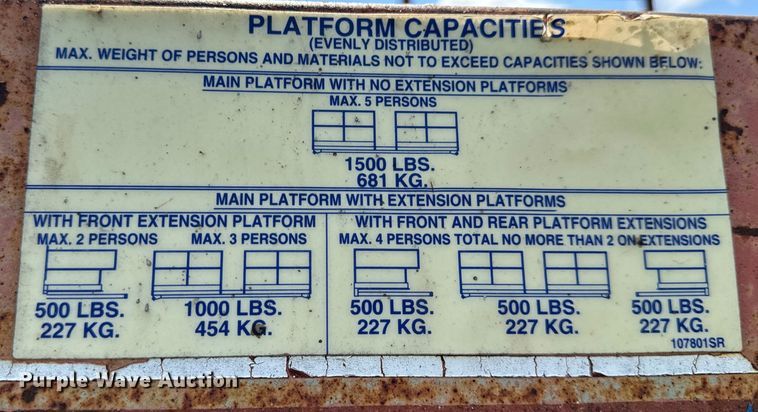 PLATFORM CAPACITIES
(EVENLY DISTRIBUTED)
MAX. WEIGHT OF PERSONS AND MATERIALS NOT TO EXCEED CAPACITIES SHOWN BELOW:
MAIN PLATFORM WITH NO EXTENSION PLATFORMS
MAX. 5 PERSONS
1500 LBS.
681 KG.
MAIN PLATFORM WITH EXTENSION PLATFORMS
WITH FRONT EXTENSION PLATFORM
MAX. 2 PERSONS MAX. 3 PERSONS
500 LBS. 1000 LBS.
227 KG. 454 KG.
WITH FRONT AND REAR PLATFORM EXTENSIONS
MAX. 4 PERSONS TOTAL NO MORE THAN 2 ON EXTENSIONS
500 LBS. 500 LBS. 500 LBS.
227 KG. 227 KG. 227 KG.
107801SR
Purple Wave Auction